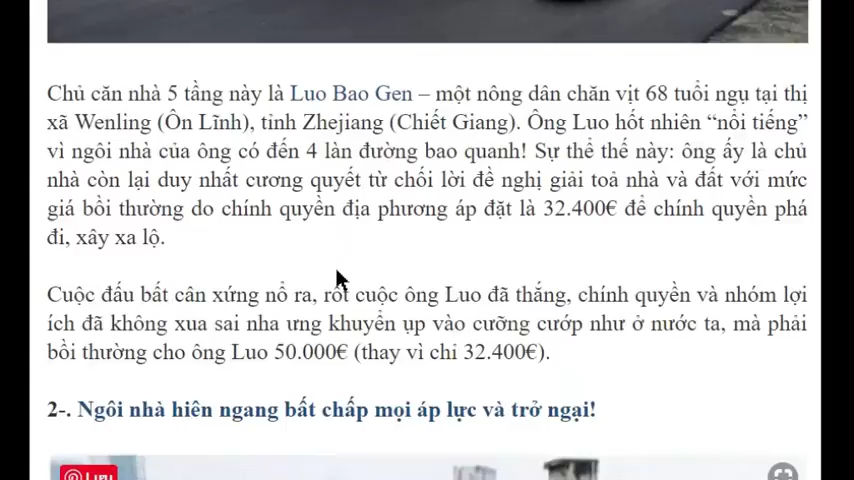 Chủ căn nhà 5 tầng này là Luo Bao Gen – một nông dân chăn vịt 68 tuổi ngụ tại thị
xã Wenling (Ôn Lĩnh), tỉnh Zhejiang (Chiết Giang). Ông Luo hốt nhiên “nổi tiếng”
vì ngôi nhà của ông có đến 4 làn đường bao quanh! Sự thể thế này: ông ấy là chủ
nhà còn lại duy nhất cương quyết từ chối lời đề nghị giải toả nhà và đất với mức
giá bồi thường do chính quyền địa phương áp đặt là 32.400€ để chính quyền phá
đi, xây xa lộ.
Cuộc đấu bất cân xứng nổ ra, rốt cuộc ông Luo đã thắng, chính quyền và nhóm lợi
ích đã không xua sai nha ưng khuyển ụp vào cưỡng cướp như ở nước ta, mà phải
bồi thường cho ông Luo 50.000€ (thay vì chỉ 32.400€).
2-. Ngôi nhà hiên ngang bất chấp mọi áp lực và trở ngại!
Lưu